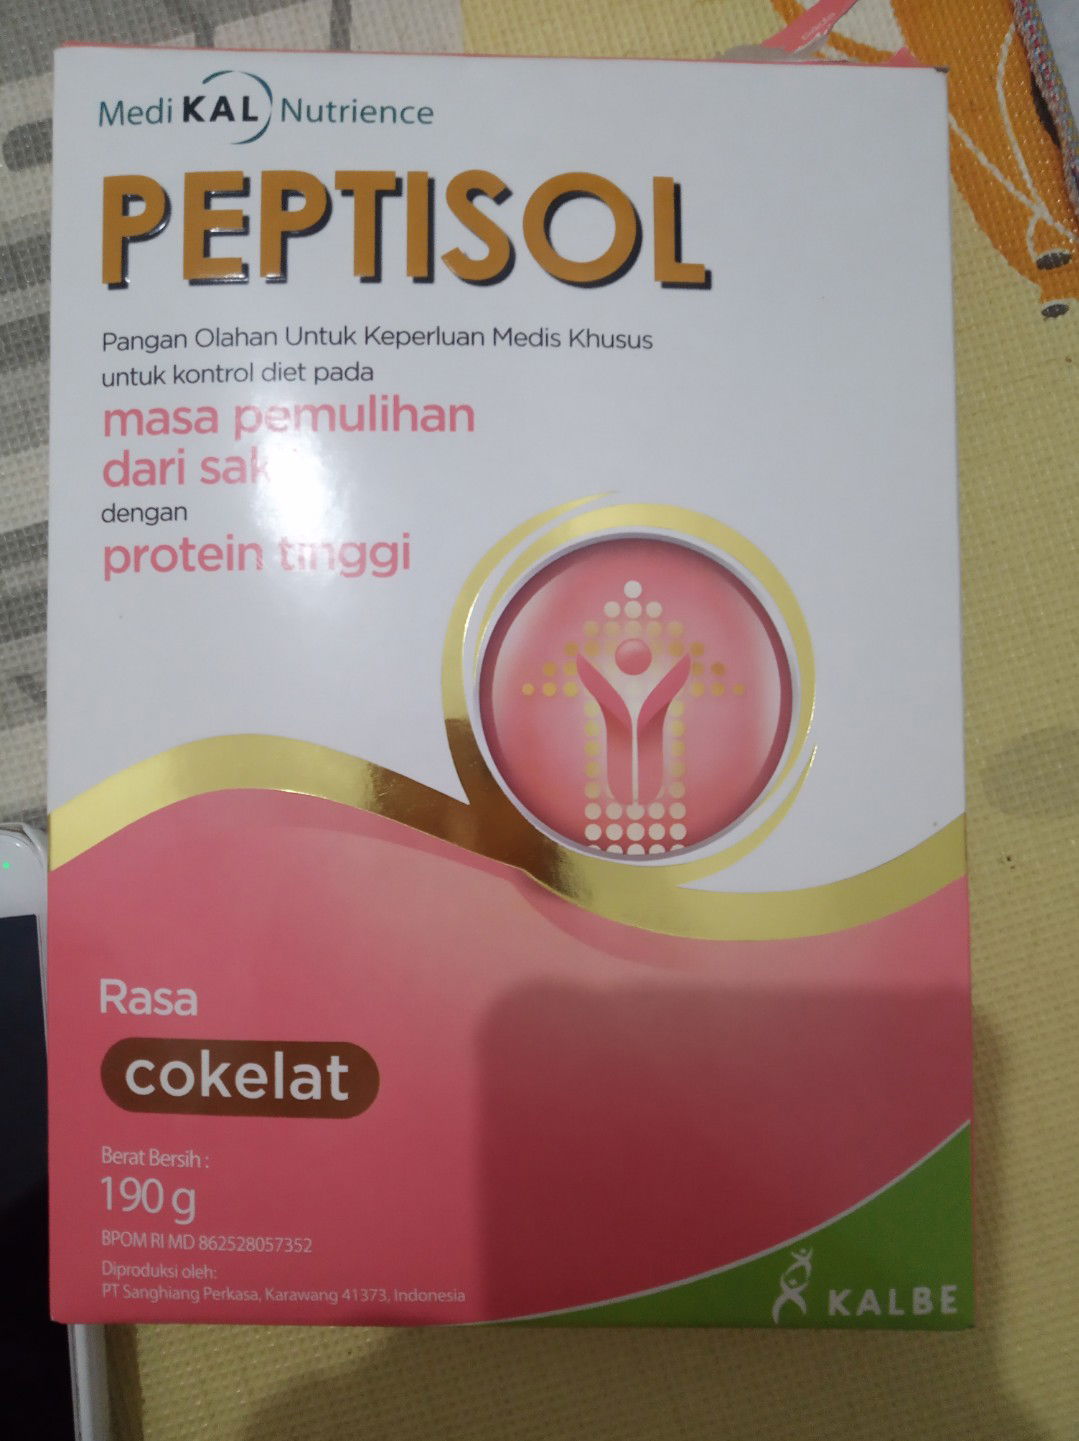 Medi KAL Nutrience
PEPTISOL
Pangan Olahan Untuk Keperluan Medis Khusus
untuk kontrol diet pada
masa pemulihan
dari
dengan
protein tinggi
Rasa
cokelat
Berat Bersih :
190 g
BPOM RI MD 862528057352
Diproduksi oleh:
PT Sanghiang Perkasa, Karawang 41373, Indonesia
KALBE